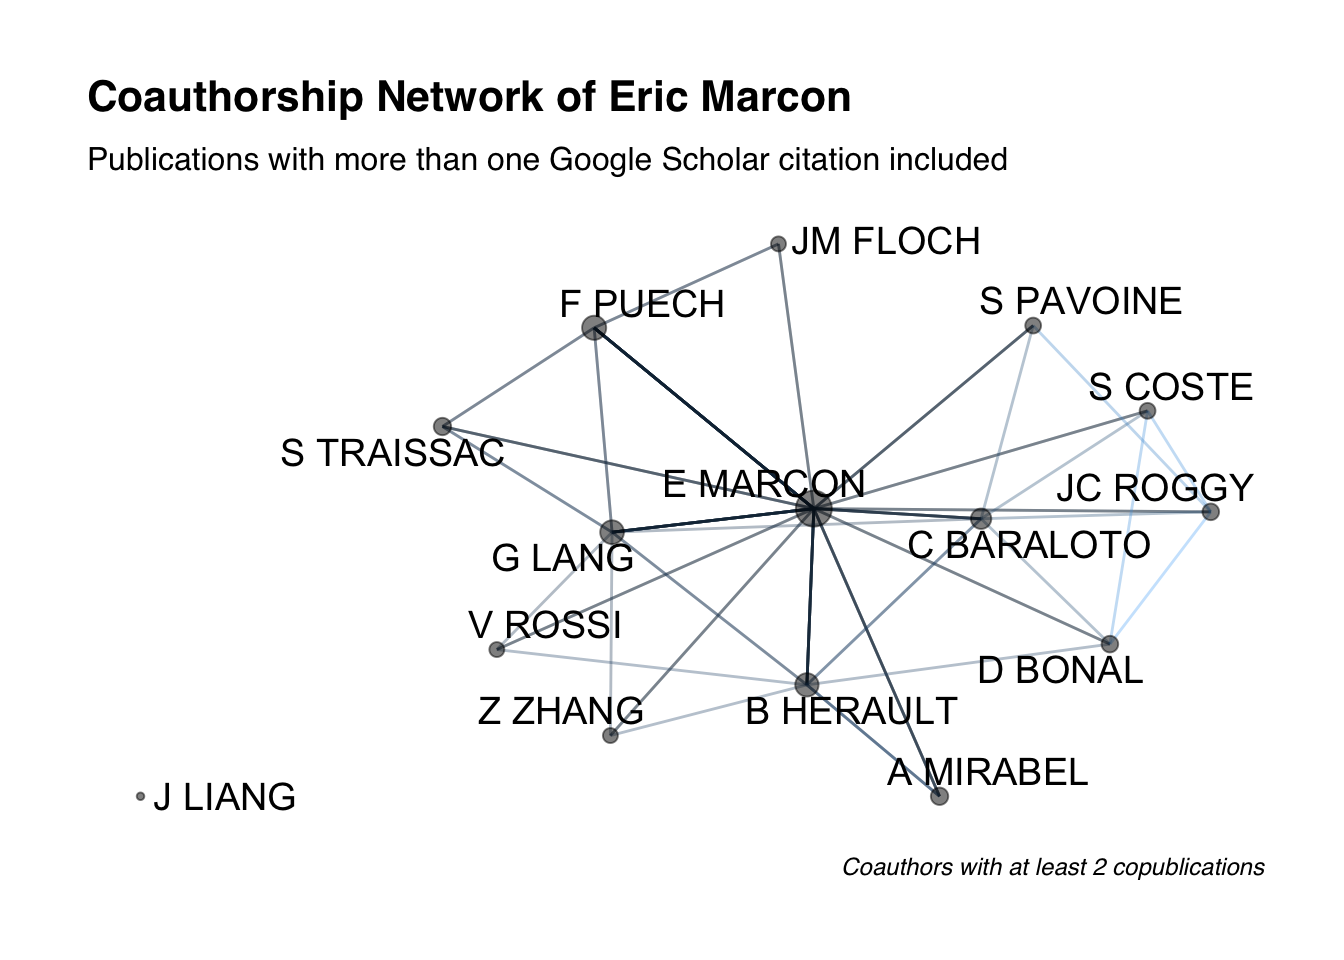 Coauthorship Network of Eric Marcon
Publications with more than one Google Scholar citation included
JM FLOCH
F PUECH
S PAVOINE
S COSTE
S TRAISSAC
E MARCON
JC ROGGY
C BARALOTO
G LANG
V ROSSI
D BONAL
Z ZHANG
B HERAULT
A MIRABEL
J LIANG
Coauthors with at least 2 copublications